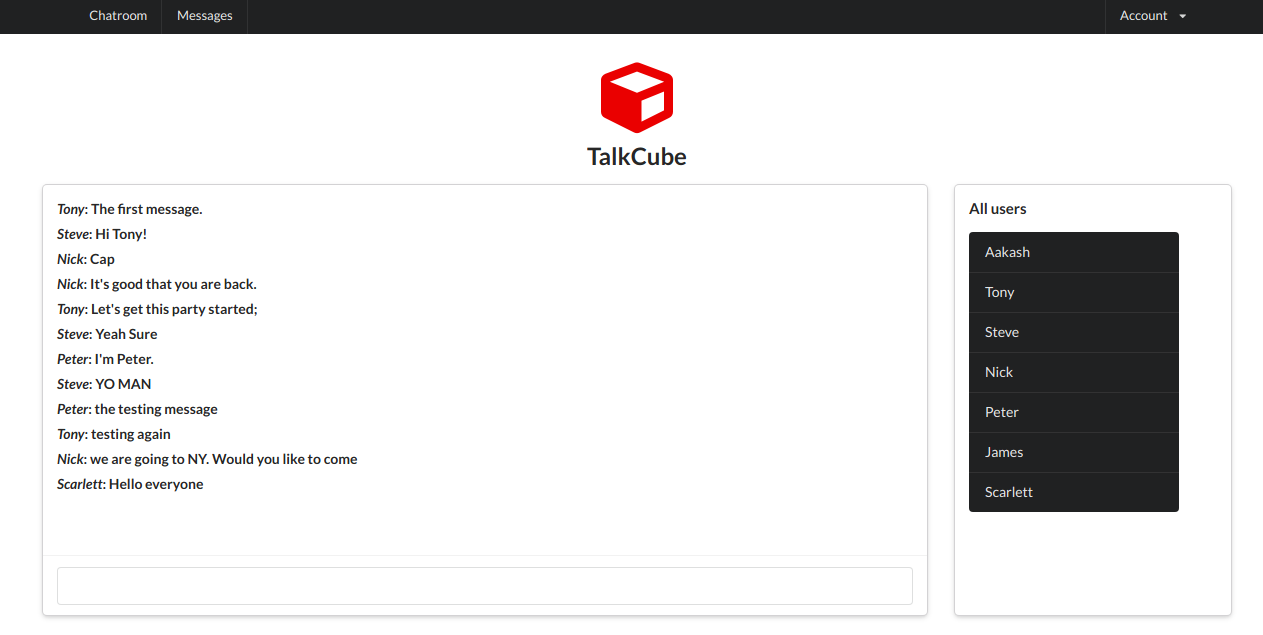 Chatroom
Messages
Account
TalkCube
Tony: The first message.
Steve: Hi Tony!
Nick: Cap
Nick: It's good that you are back.
Tony: Let's get this party started;
Steve: Yeah Sure
Peter: I'm Peter.
Steve: YO MAN
Peter: the testing message
Tony: testing again
Nick: we are going to NY. Would you like to come
Scarlett: Hello everyone
All users
Aakash
Tony
Steve
Nick
Peter
James
Scarlett